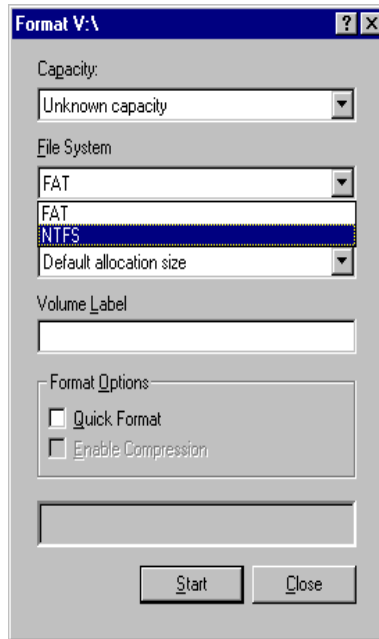 Format V:\
Capacity:
Unknown capacity
File System
FAT
FAT
NTFS
Default allocation size
Volume Label
Format Options
Quick Format
Enable Compression
Start
Close